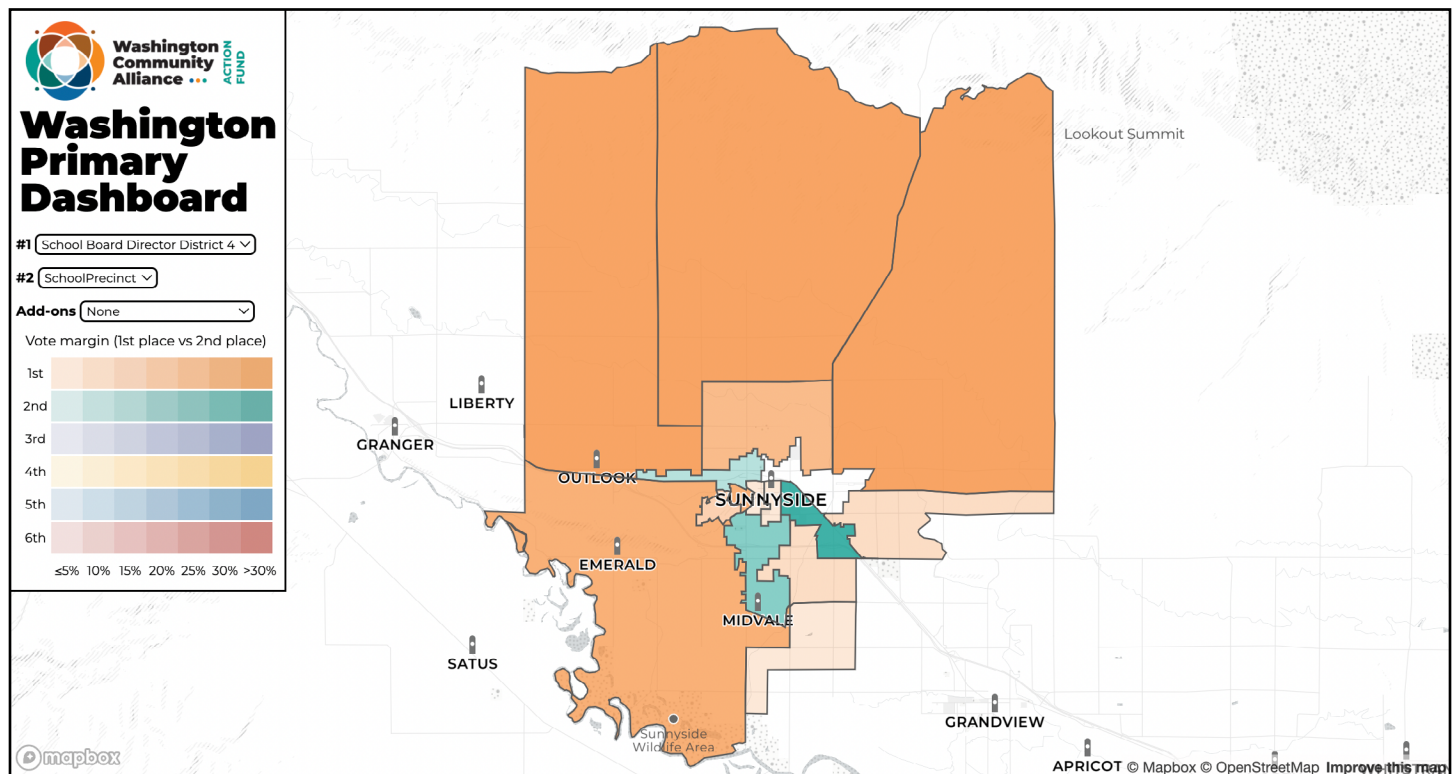 Washington
Community
Alliance
ACTION
FUND
Washington
Primary
Dashboard
#1 School Board Director District 4
#2 SchoolPrecinct
Add-ons None
Vote margin (1st place vs 2nd place)
1st
2nd
3rd
4th
5th
6th
≤5% 10% 15% 20% 25% 30% >30%
Lookout Summit
LIBERTY
GRANGER
OUTLOOK
SUNNYSIDE
EMERALD
MIDVALE
SATUS
GRANDVIEW
Sunnyside
Wildlife Area
APRICOT
mapbox
© Mapbox © OpenStreetMap Improve this map